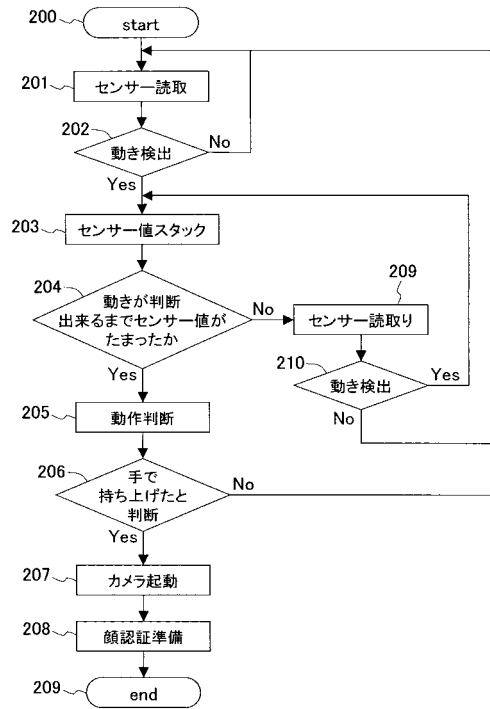 200
start
201
センサー読取
202
動き検出
No
Yes
203
センサー値スタック
204
動きが判断
出来るまでセンサー値が
たまったか
No
209
センサー読取り
210
動き検出
Yes
No
Yes
205
動作判断
206
手で
持ち上げたと
判断
No
Yes
207
カメラ起動
208
顔認証準備
209
end